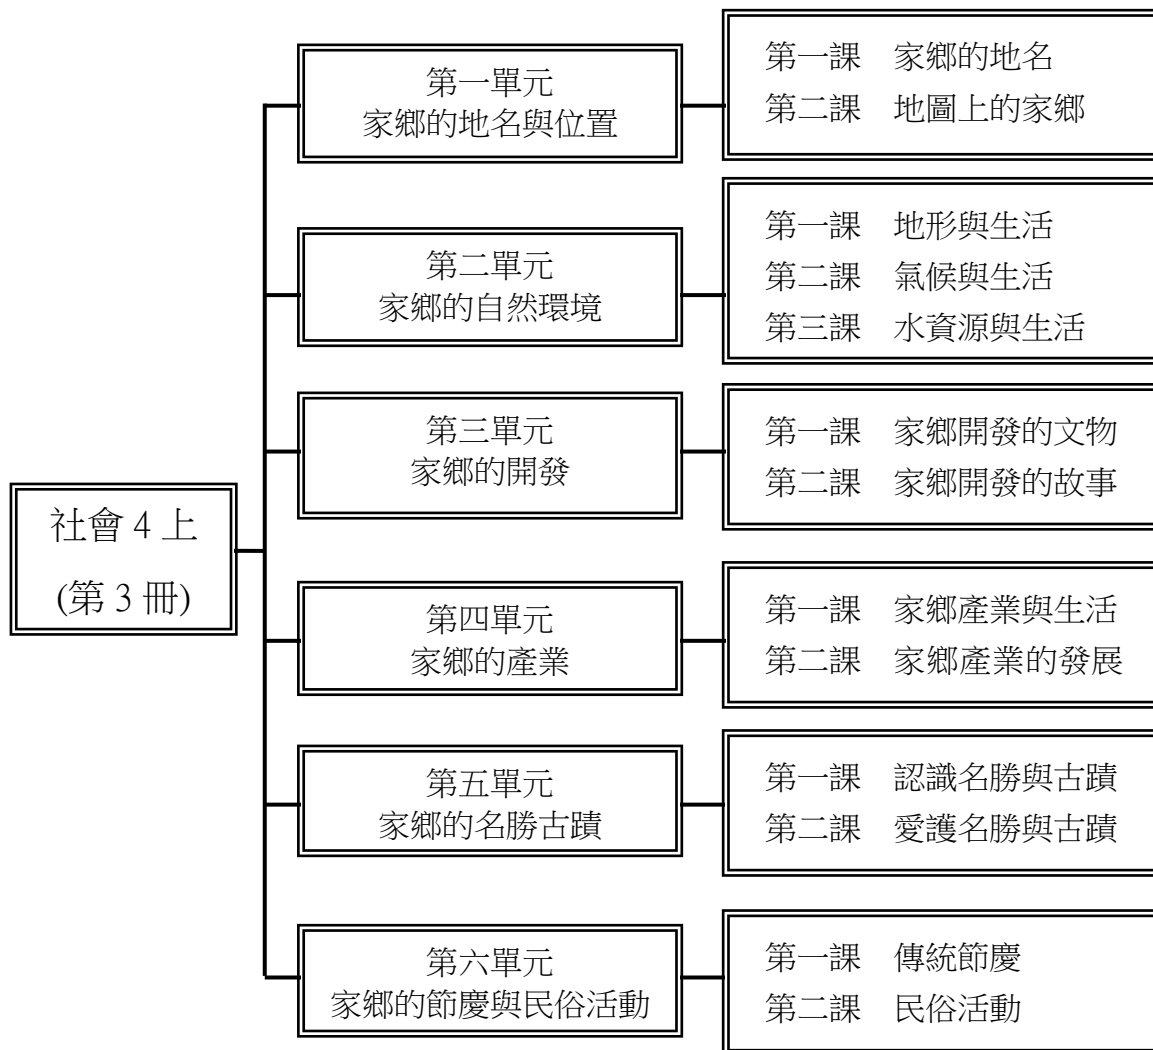 社會 4 上
(第 3 冊)
第一單元
家鄉的地名與位置
第一課　家鄉的地名
第二課　地圖上的家鄉
第二單元
家鄉的自然環境
第一課　地形與生活
第二課　氣候與生活
第三課　水資源與生活
第三單元
家鄉的開發
第一課　家鄉開發的文物
第二課　家鄉開發的故事
第四單元
家鄉的產業
第一課　家鄉產業與生活
第二課　家鄉產業的發展
第五單元
家鄉的名勝古蹟
第一課　認識名勝與古蹟
第二課　愛護名勝與古蹟
第六單元
家鄉的節慶與民俗活動
第一課　傳統節慶
第二課　民俗活動